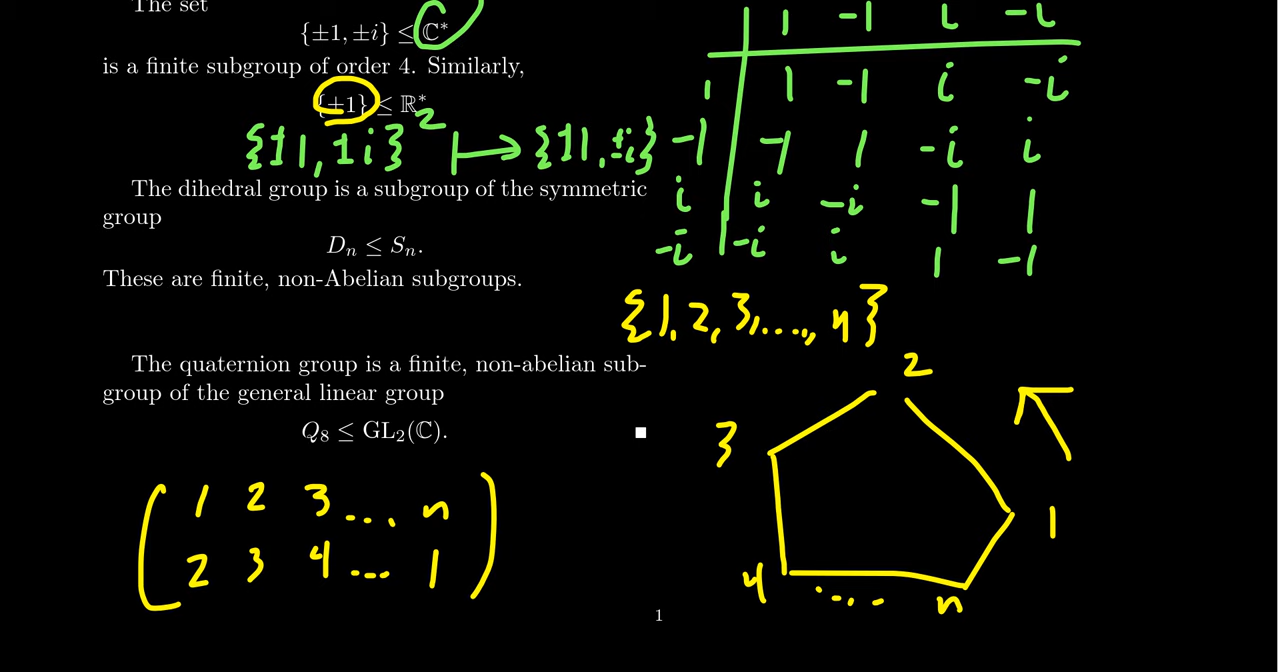 The set
{±1, ±i} ≤ ℂ*
is a finite subgroup of order 4. Similarly,
{±1} ≤ ℝ*
{±1, ±i}² ↦ {±1, ±i}
The dihedral group is a subgroup of the symmetric
group
Dₙ ≤ Sₙ.
These are finite, non-Abelian subgroups.
The quaternion group is a finite, non-abelian sub-
group of the general linear group
Q₈ ≤ GL₂(ℂ). ■
1 2 3 ... n
2 3 4 ... 1
1 -1 i -i
1 1 -1 i -i
-1 -1 1 -i i
i i -i -1 1
-i -i i 1 -1
{1, 2, 3, ..., n}
2
3
1
4 .... n
1